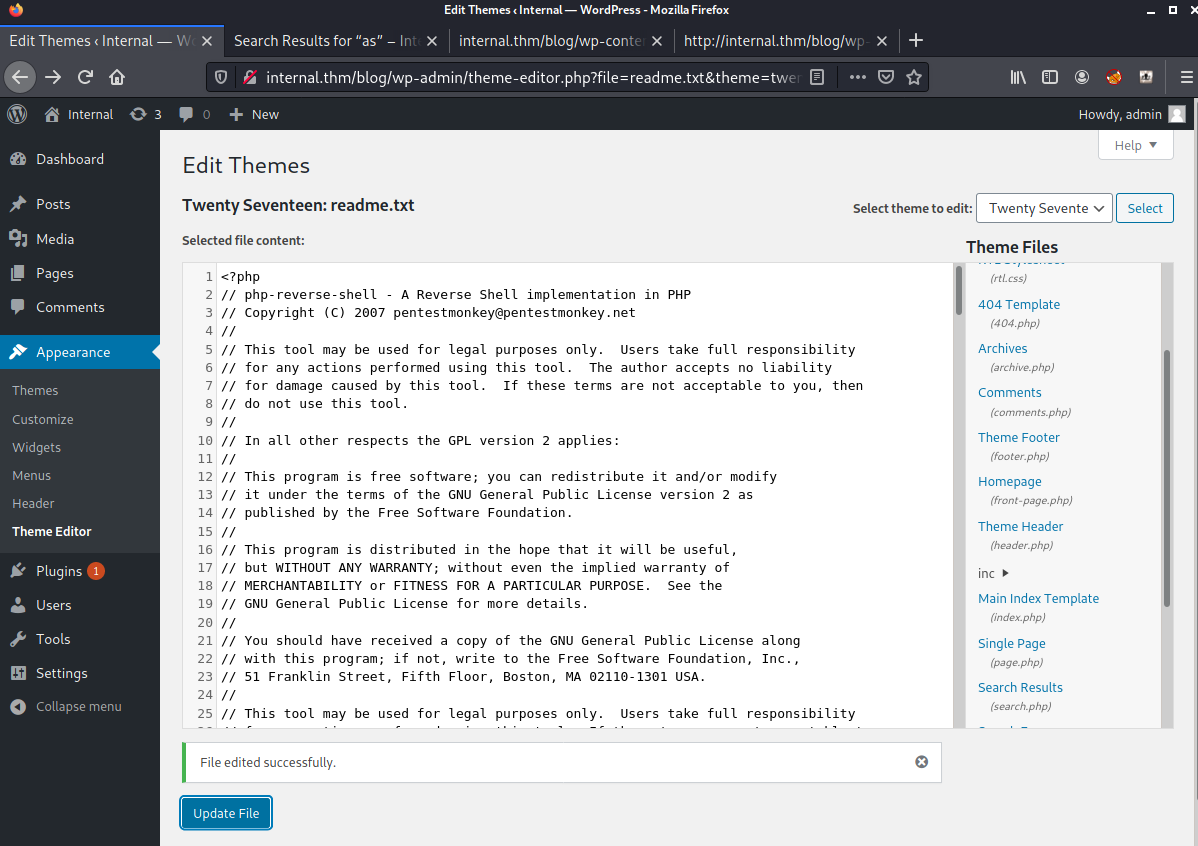 Edit Themes ‹ Internal — WordPress - Mozilla Firefox
Edit Themes ‹ Internal — Wo
Search Results for “as” – Inte
internal.thm/blog/wp-conter
http://internal.thm/blog/wp-
internal.thm/blog/wp-admin/theme-editor.php?file=readme.txt&theme=twer
Internal
3
0
New
Howdy, admin
Dashboard
Posts
Media
Pages
Comments
Appearance
Themes
Customize
Widgets
Menus
Header
Theme Editor
Plugins 1
Users
Tools
Settings
Collapse menu
Help
Edit Themes
Twenty Seventeen: readme.txt
Select theme to edit:
Twenty Sevente
Select
Selected file content:
1 <?php
2 // php-reverse-shell - A Reverse Shell implementation in PHP
3 // Copyright (C) 2007 pentestmonkey@pentestmonkey.net
4 //
5 // This tool may be used for legal purposes only.  Users take full responsibility
6 // for any actions performed using this tool.  The author accepts no liability
7 // for damage caused by this tool.  If these terms are not acceptable to you, then
8 // do not use this tool.
9 //
10 // In all other respects the GPL version 2 applies:
11 //
12 // This program is free software; you can redistribute it and/or modify
13 // it under the terms of the GNU General Public License version 2 as
14 // published by the Free Software Foundation.
15 //
16 // This program is distributed in the hope that it will be useful,
17 // but WITHOUT ANY WARRANTY; without even the implied warranty of
18 // MERCHANTABILITY or FITNESS FOR A PARTICULAR PURPOSE.  See the
19 // GNU General Public License for more details.
20 //
21 // You should have received a copy of the GNU General Public License along
22 // with this program; if not, write to the Free Software Foundation, Inc.,
23 // 51 Franklin Street, Fifth Floor, Boston, MA 02110-1301 USA.
24 //
25 // This tool may be used for legal purposes only.  Users take full responsibility
Theme Files
(rtl.css)
404 Template
(404.php)
Archives
(archive.php)
Comments
(comments.php)
Theme Footer
(footer.php)
Homepage
(front-page.php)
Theme Header
(header.php)
inc
Main Index Template
(index.php)
Single Page
(page.php)
Search Results
(search.php)
File edited successfully.
Update File